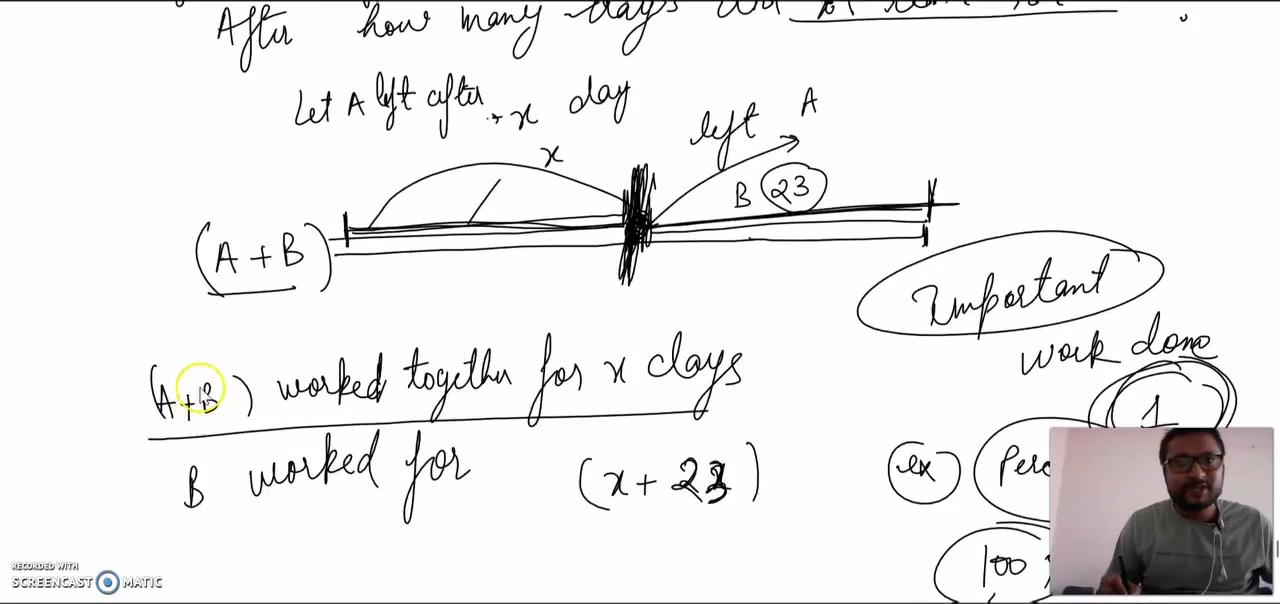 After how many days
Let A left after x day
left A
x
B 23
(A + B)
Important
work done
(A+B) worked together for x days
1
B worked for (x + 23)
ex
100
RECORDED WITH
SCREENCAST MATIC